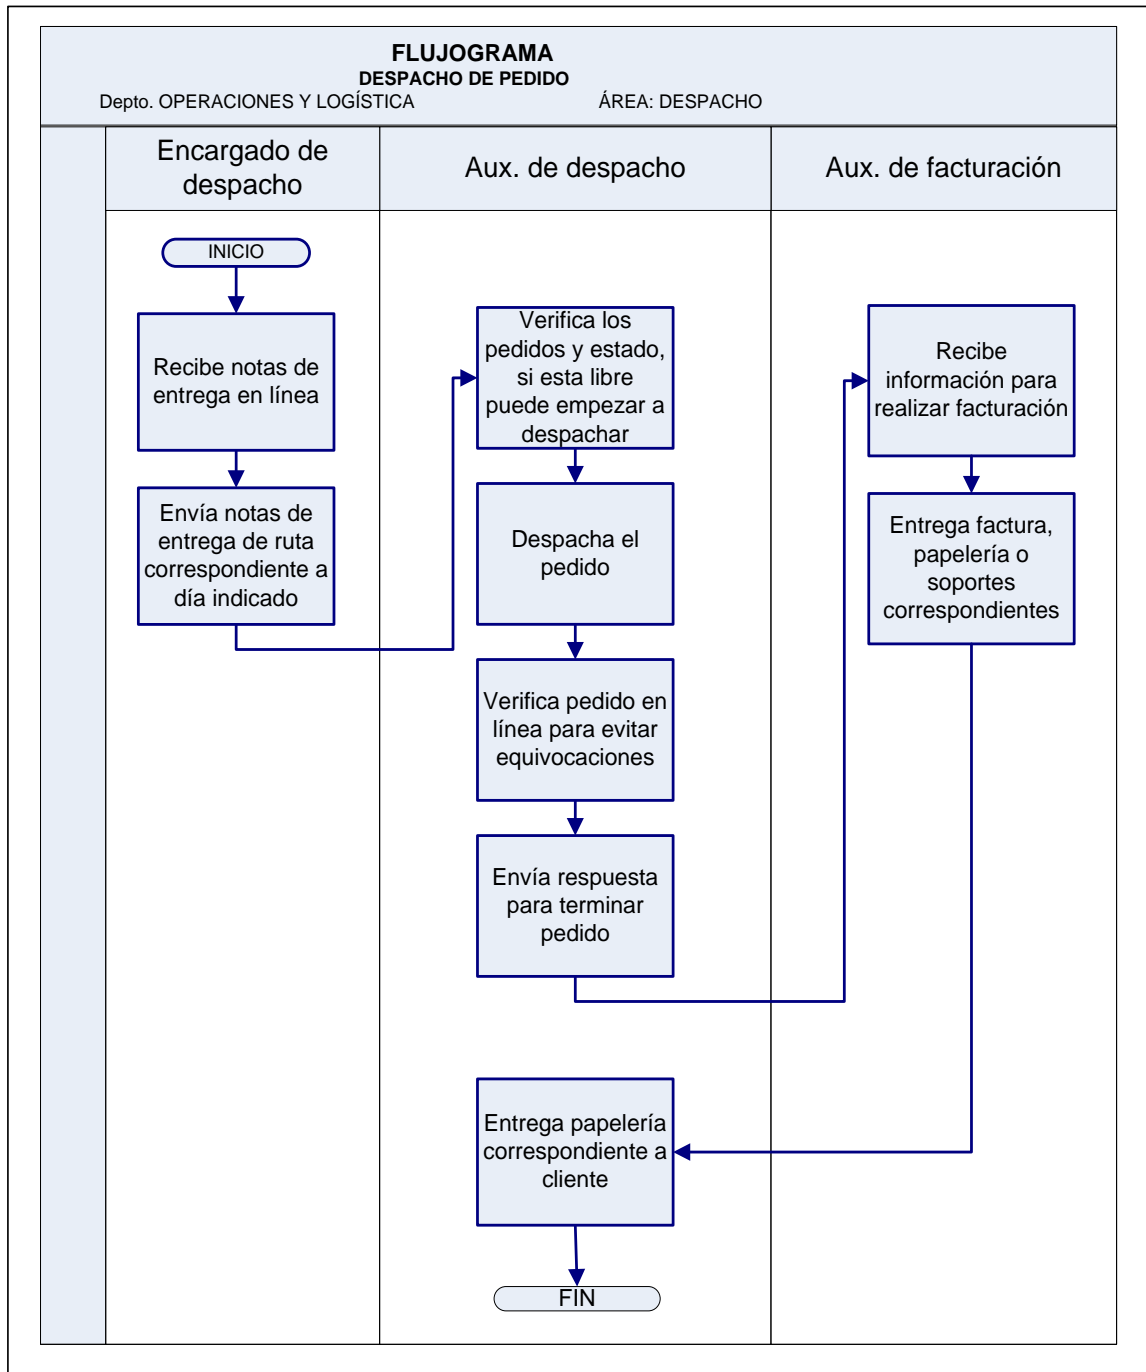 FLUJOGRAMA
DESPACHO DE PEDIDO
Depto. OPERACIONES Y LOGÍSTICA ÁREA: DESPACHO
Encargado de
despacho
Aux. de despacho
Aux. de facturación
INICIO
Recibe notas de
entrega en línea
Envía notas de
entrega de ruta
correspondiente a
día indicado
Verifica los
pedidos y estado,
si esta libre
puede empezar a
despachar
Despacha el
pedido
Verifica pedido en
línea para evitar
equivocaciones
Envía respuesta
para terminar
pedido
Recibe
información para
realizar facturación
Entrega factura,
papelería o
soportes
correspondientes
Entrega papelería
correspondiente a
cliente
FIN